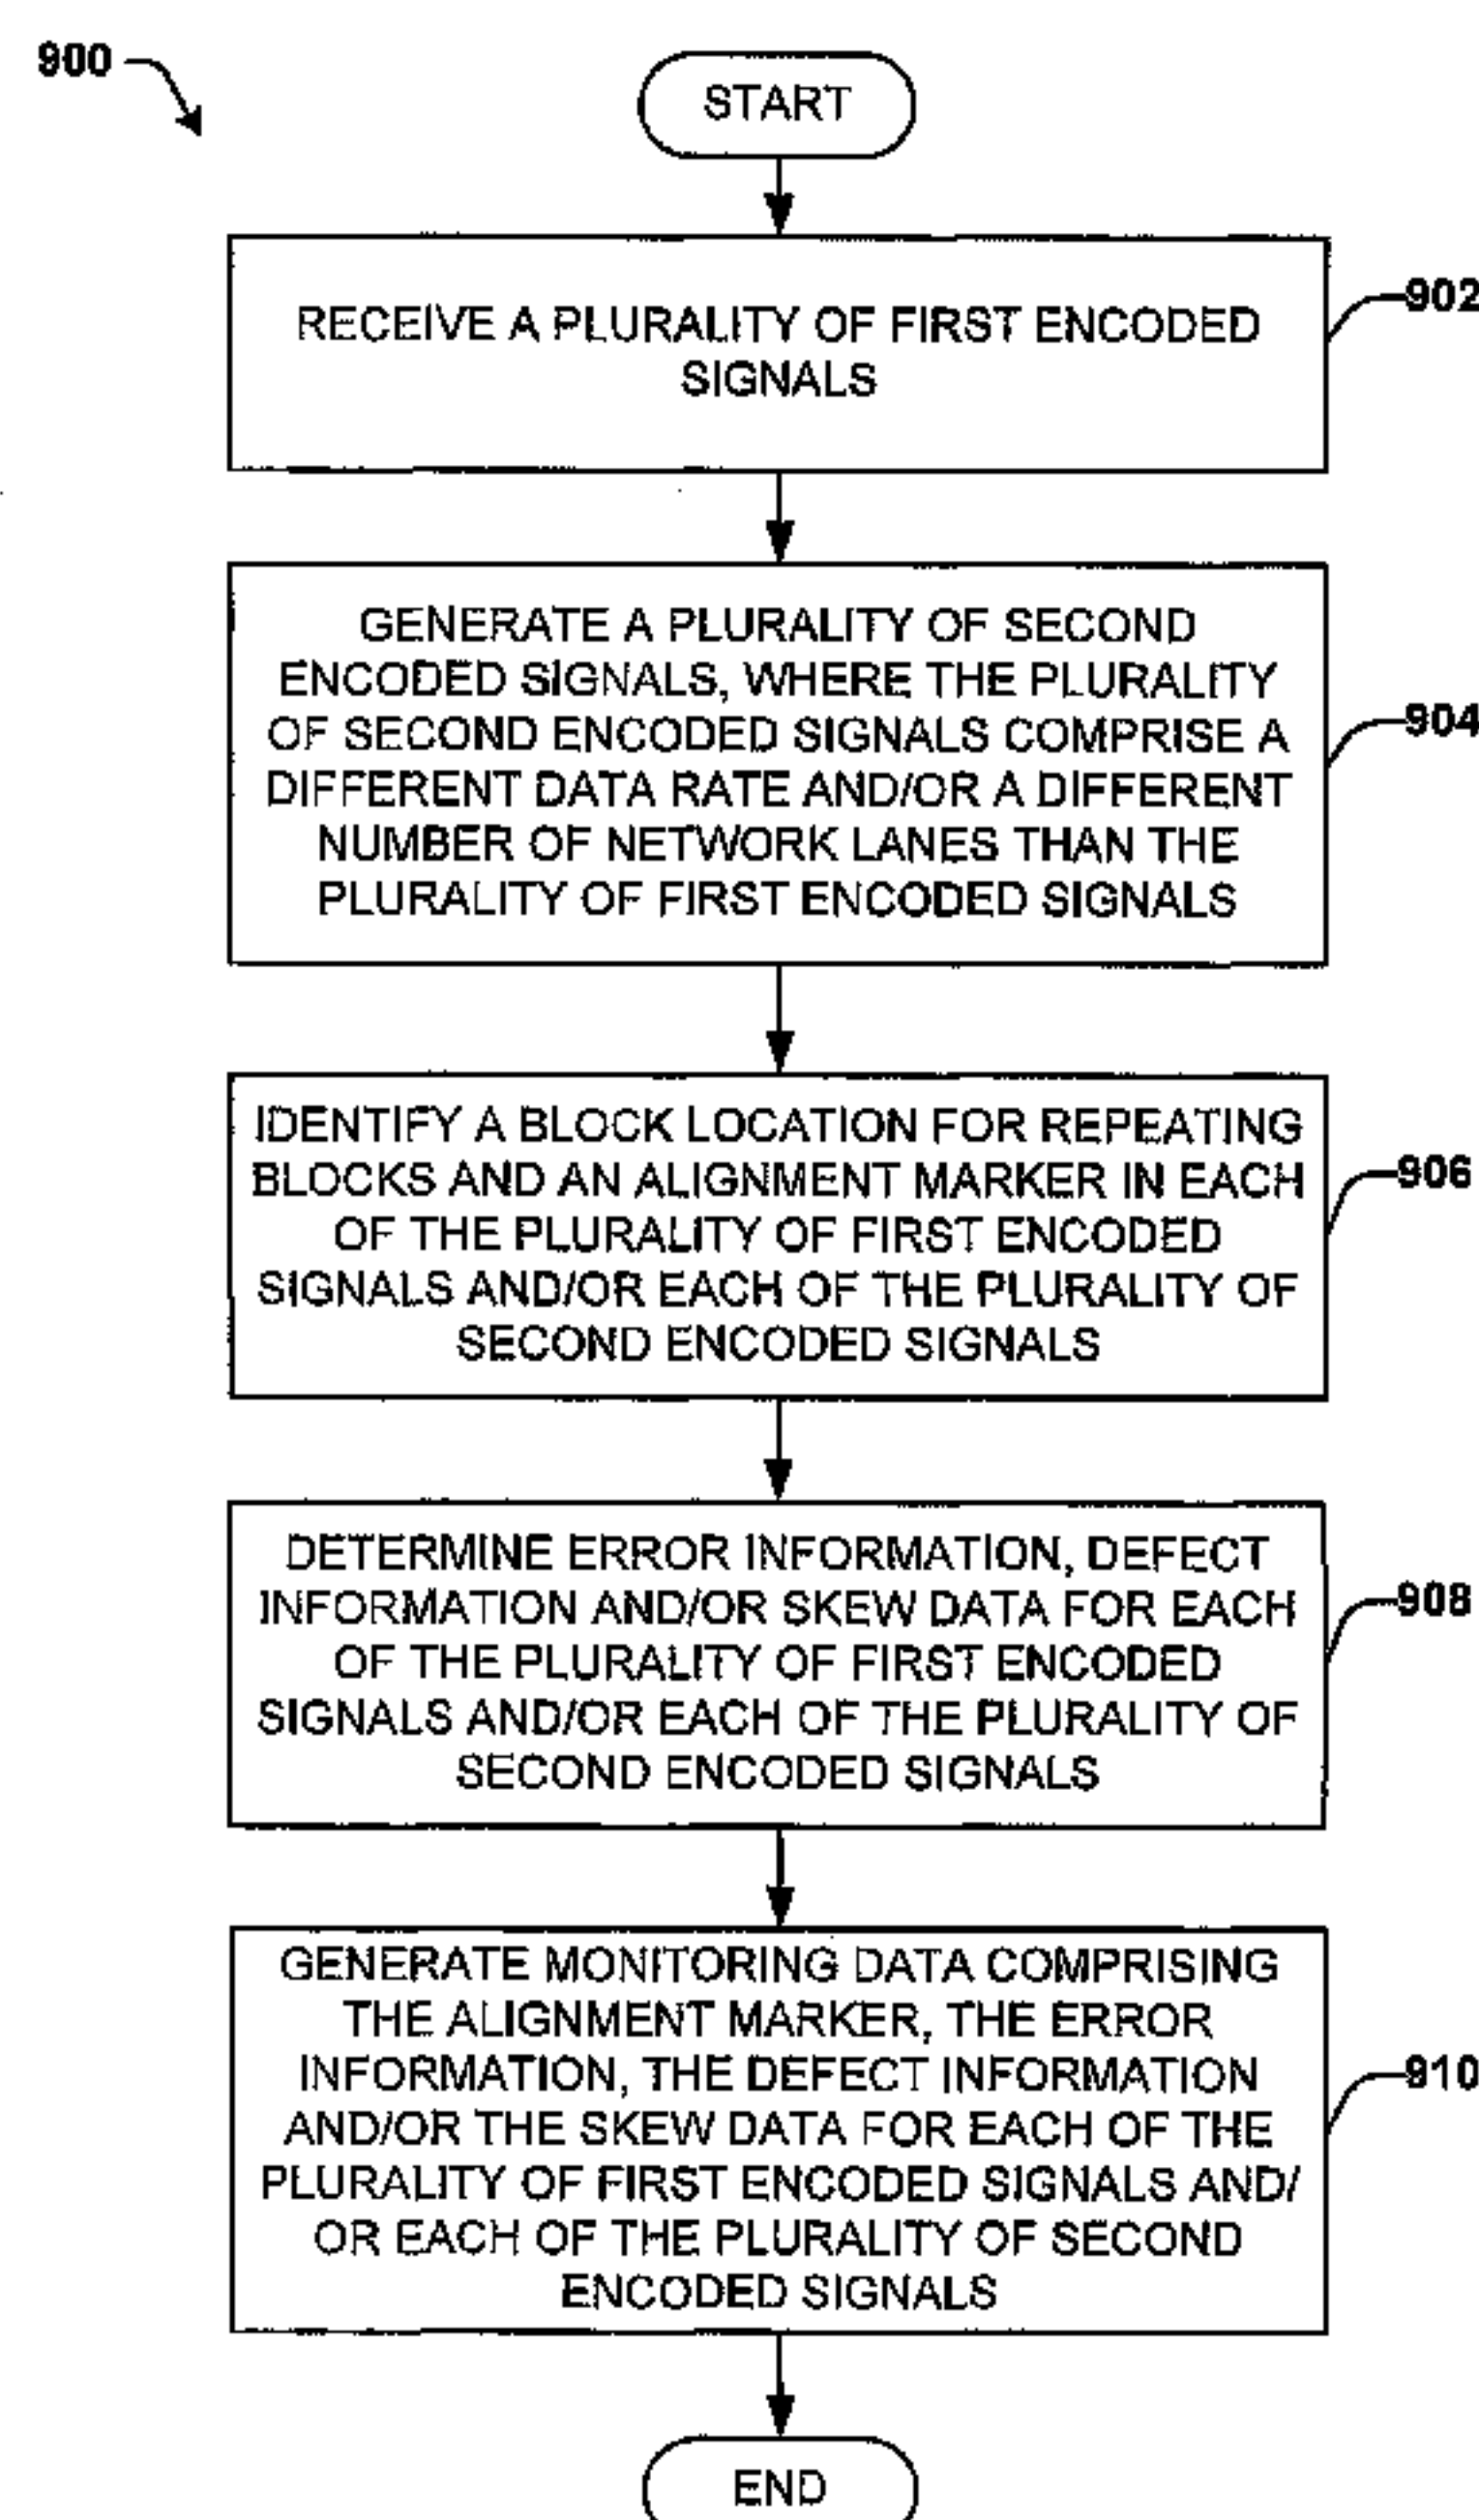 900
START
RECEIVE A PLURALITY OF FIRST ENCODED
SIGNALS
902
GENERATE A PLURALITY OF SECOND
ENCODED SIGNALS, WHERE THE PLURALITY
OF SECOND ENCODED SIGNALS COMPRISE A
DIFFERENT DATA RATE AND/OR A DIFFERENT
NUMBER OF NETWORK LANES THAN THE
PLURALITY OF FIRST ENCODED SIGNALS
904
IDENTIFY A BLOCK LOCATION FOR REPEATING
BLOCKS AND AN ALIGNMENT MARKER IN EACH
OF THE PLURALITY OF FIRST ENCODED
SIGNALS AND/OR EACH OF THE PLURALITY OF
SECOND ENCODED SIGNALS
906
DETERMINE ERROR INFORMATION, DEFECT
INFORMATION AND/OR SKEW DATA FOR EACH
OF THE PLURALITY OF FIRST ENCODED
SIGNALS AND/OR EACH OF THE PLURALITY OF
SECOND ENCODED SIGNALS
908
GENERATE MONITORING DATA COMPRISING
THE ALIGNMENT MARKER, THE ERROR
INFORMATION, THE DEFECT INFORMATION
AND/OR THE SKEW DATA FOR EACH OF THE
PLURALITY OF FIRST ENCODED SIGNALS AND/
OR EACH OF THE PLURALITY OF SECOND
ENCODED SIGNALS
910
END